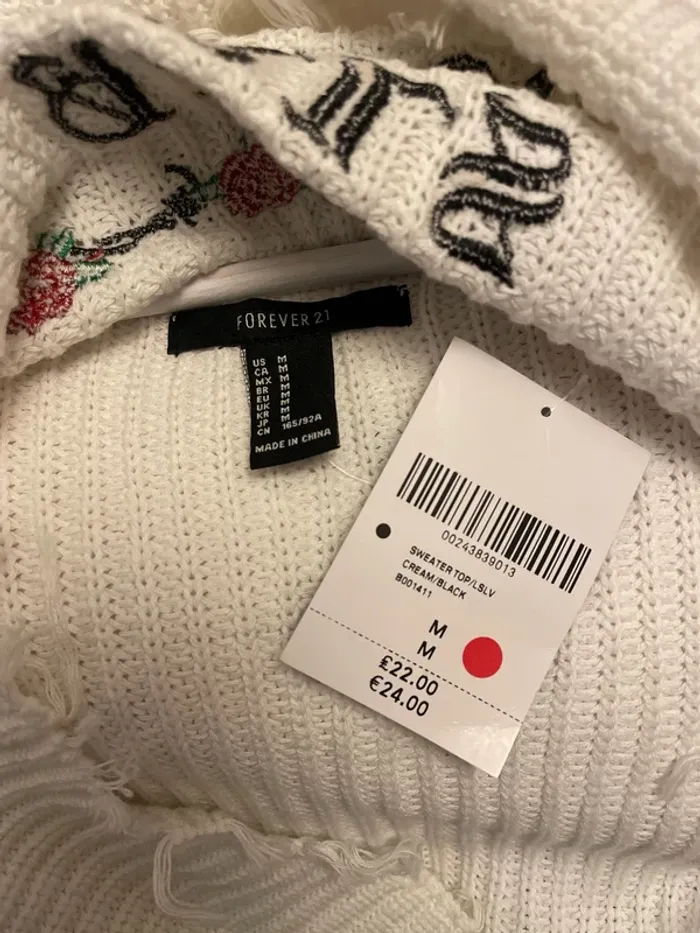 FOREVER 21
US M
CA M
MX M
BR M
EU M
UK M
KR M
JP M
CN 165/92A
MADE IN CHINA
00243839013
SWEATER TOP/LSLV
CREAM/BLACK
B001411
M
M
£22.00
€24.00